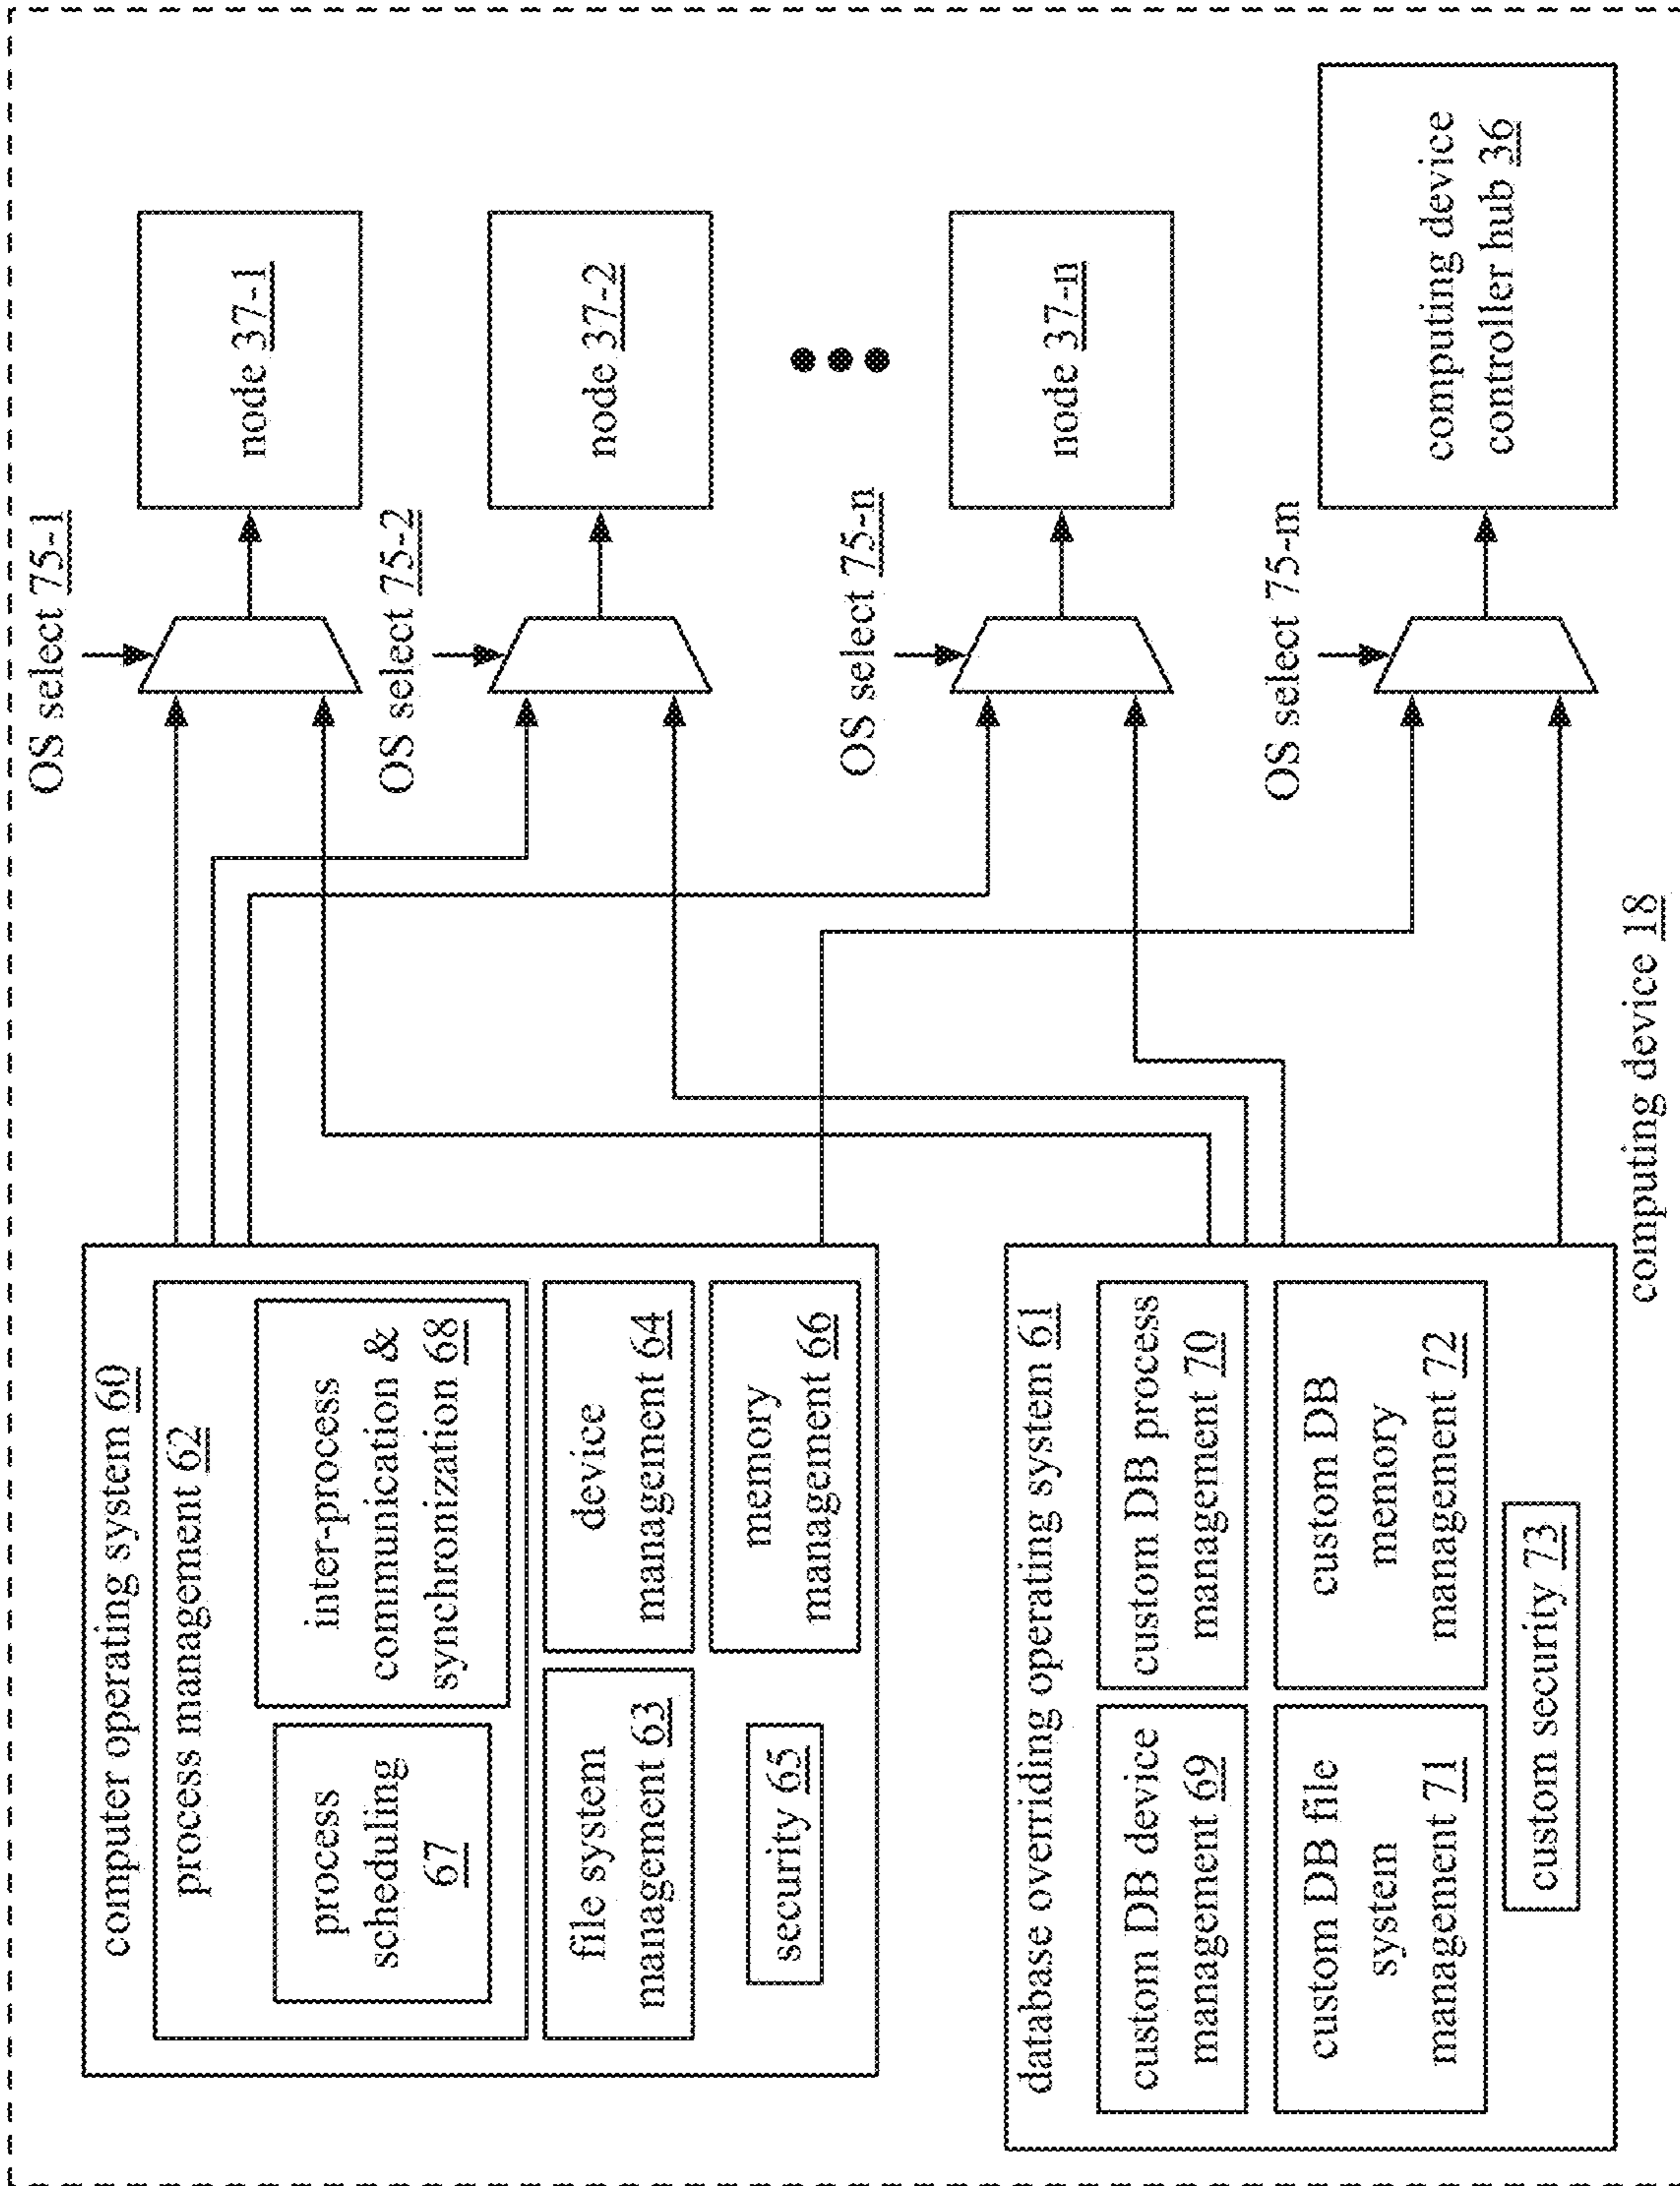 computer operating system 60
process management 62
process
scheduling
67
inter-process
communication &
synchronization 68
file system
management 63
device
management 64
security 65
memory
management 66
database overriding operating system 61
custom DB device
management 69
custom DB process
management 70
custom DB file
system
management 71
custom DB
memory
management 72
custom security 73
OS select 75-1
node 37-1
OS select 75-2
node 37-2
OS select 75-n
node 37-n
OS select 75-m
computing device
controller hub 36
computing device 18